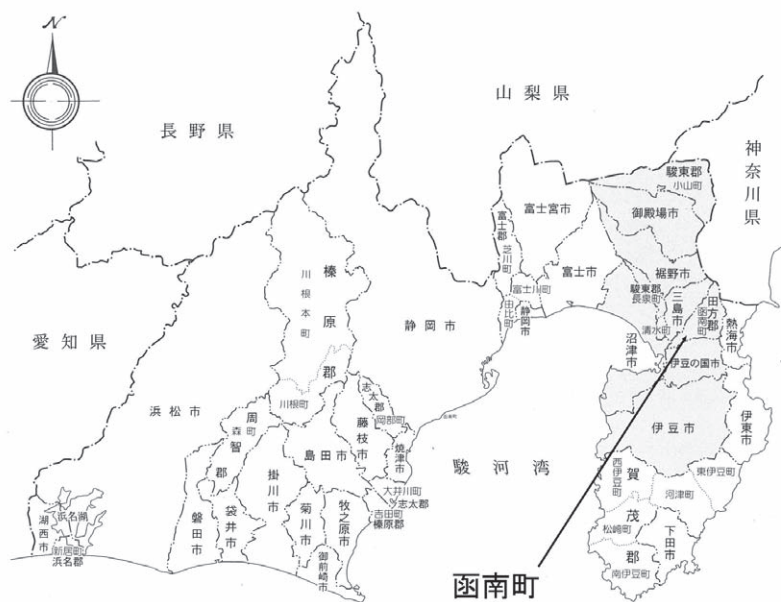 N
長野県
山梨県
神奈川県
愛知県
駿東郡
小山町
御殿場市
裾野市
駿東郡
長泉町
三島市
清水町
田方郡
函南町
熱海市
沼津市
伊豆の国市
伊豆市
伊東市
西伊豆町
東伊豆町
賀茂郡
河津町
松崎町
下田市
南伊豆町
富士宮市
富士郡
芝川町
富士市
富士川町
由比町
静岡市
静岡市
榛原郡
川根本町
川根町
浜松市
周智郡
森町
島田市
志太郡
岡部町
藤枝市
焼津市
大井川町
志太郡
吉田町
榛原郡
掛川市
菊川市
牧之原市
御前崎市
袋井市
磐田市
浜名湖
湖西市
新居町
浜名郡
駿河湾
函南町